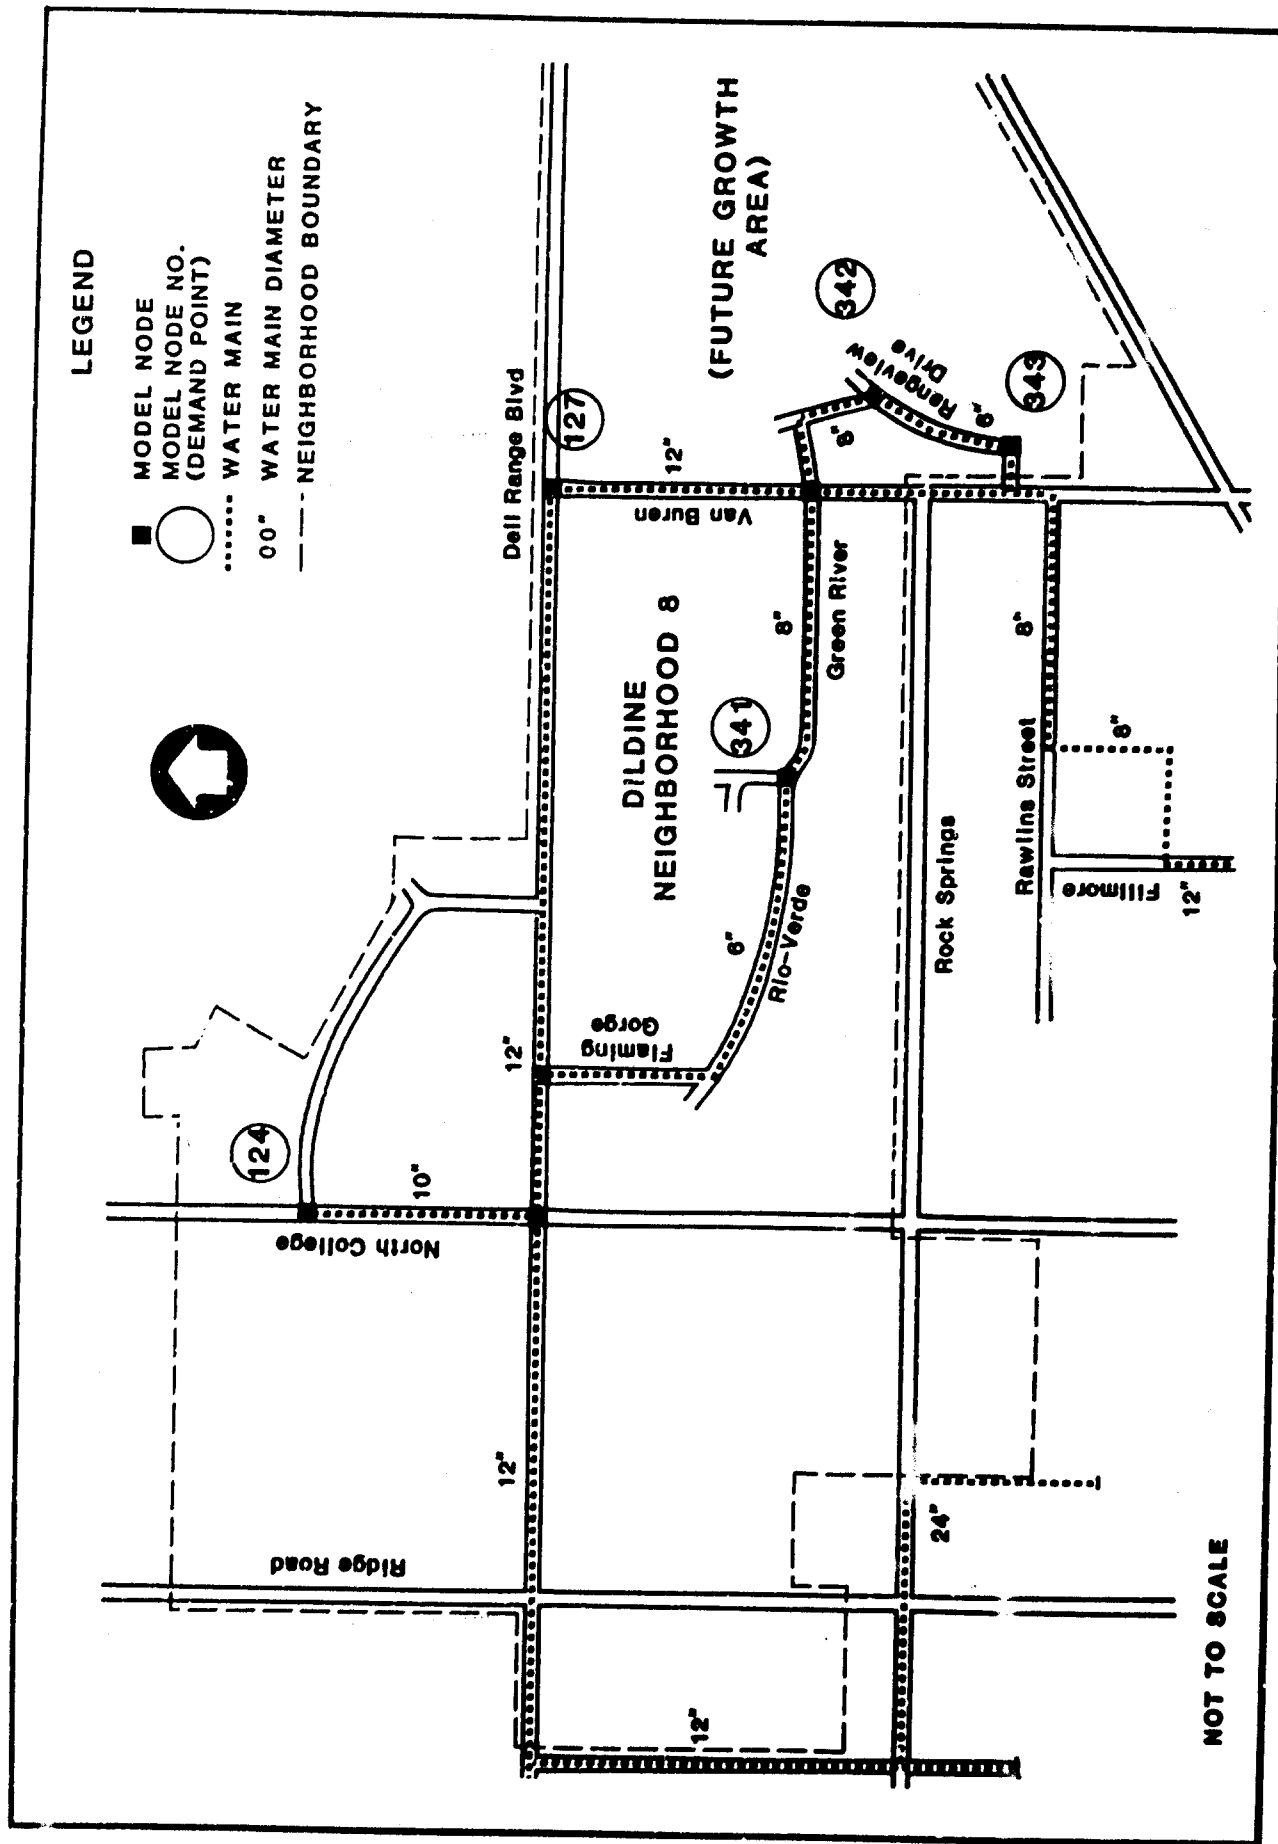 LEGEND
MODEL NODE
MODEL NODE NO.
(DEMAND POINT)
WATER MAIN
00" WATER MAIN DIAMETER
NEIGHBORHOOD BOUNDARY
124
North College
10"
Ridge Road
12"
12"
Dell Range Blvd
127
Flaming
Gorge
DILDINE
NEIGHBORHOOD 8
Van Buren
12"
(FUTURE GROWTH
AREA)
341
342
6"
Rio-Verde
8"
Green River
8"
Rangeview
Drive
6"
343
12"
24"
Rock Springs
Rawlins Street
8"
8"
Fillmore
12"
NOT TO SCALE